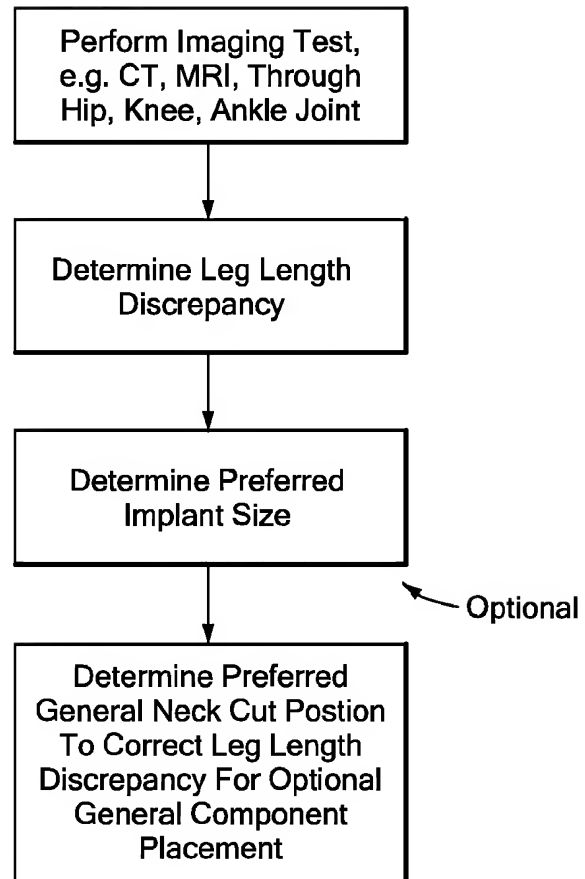 Perform Imaging Test,
e.g. CT, MRI, Through
Hip, Knee, Ankle Joint
Determine Leg Length
Discrepancy
Determine Preferred
Implant Size
Optional
Determine Preferred
General Neck Cut Postion
To Correct Leg Length
Discrepancy For Optional
General Component
Placement